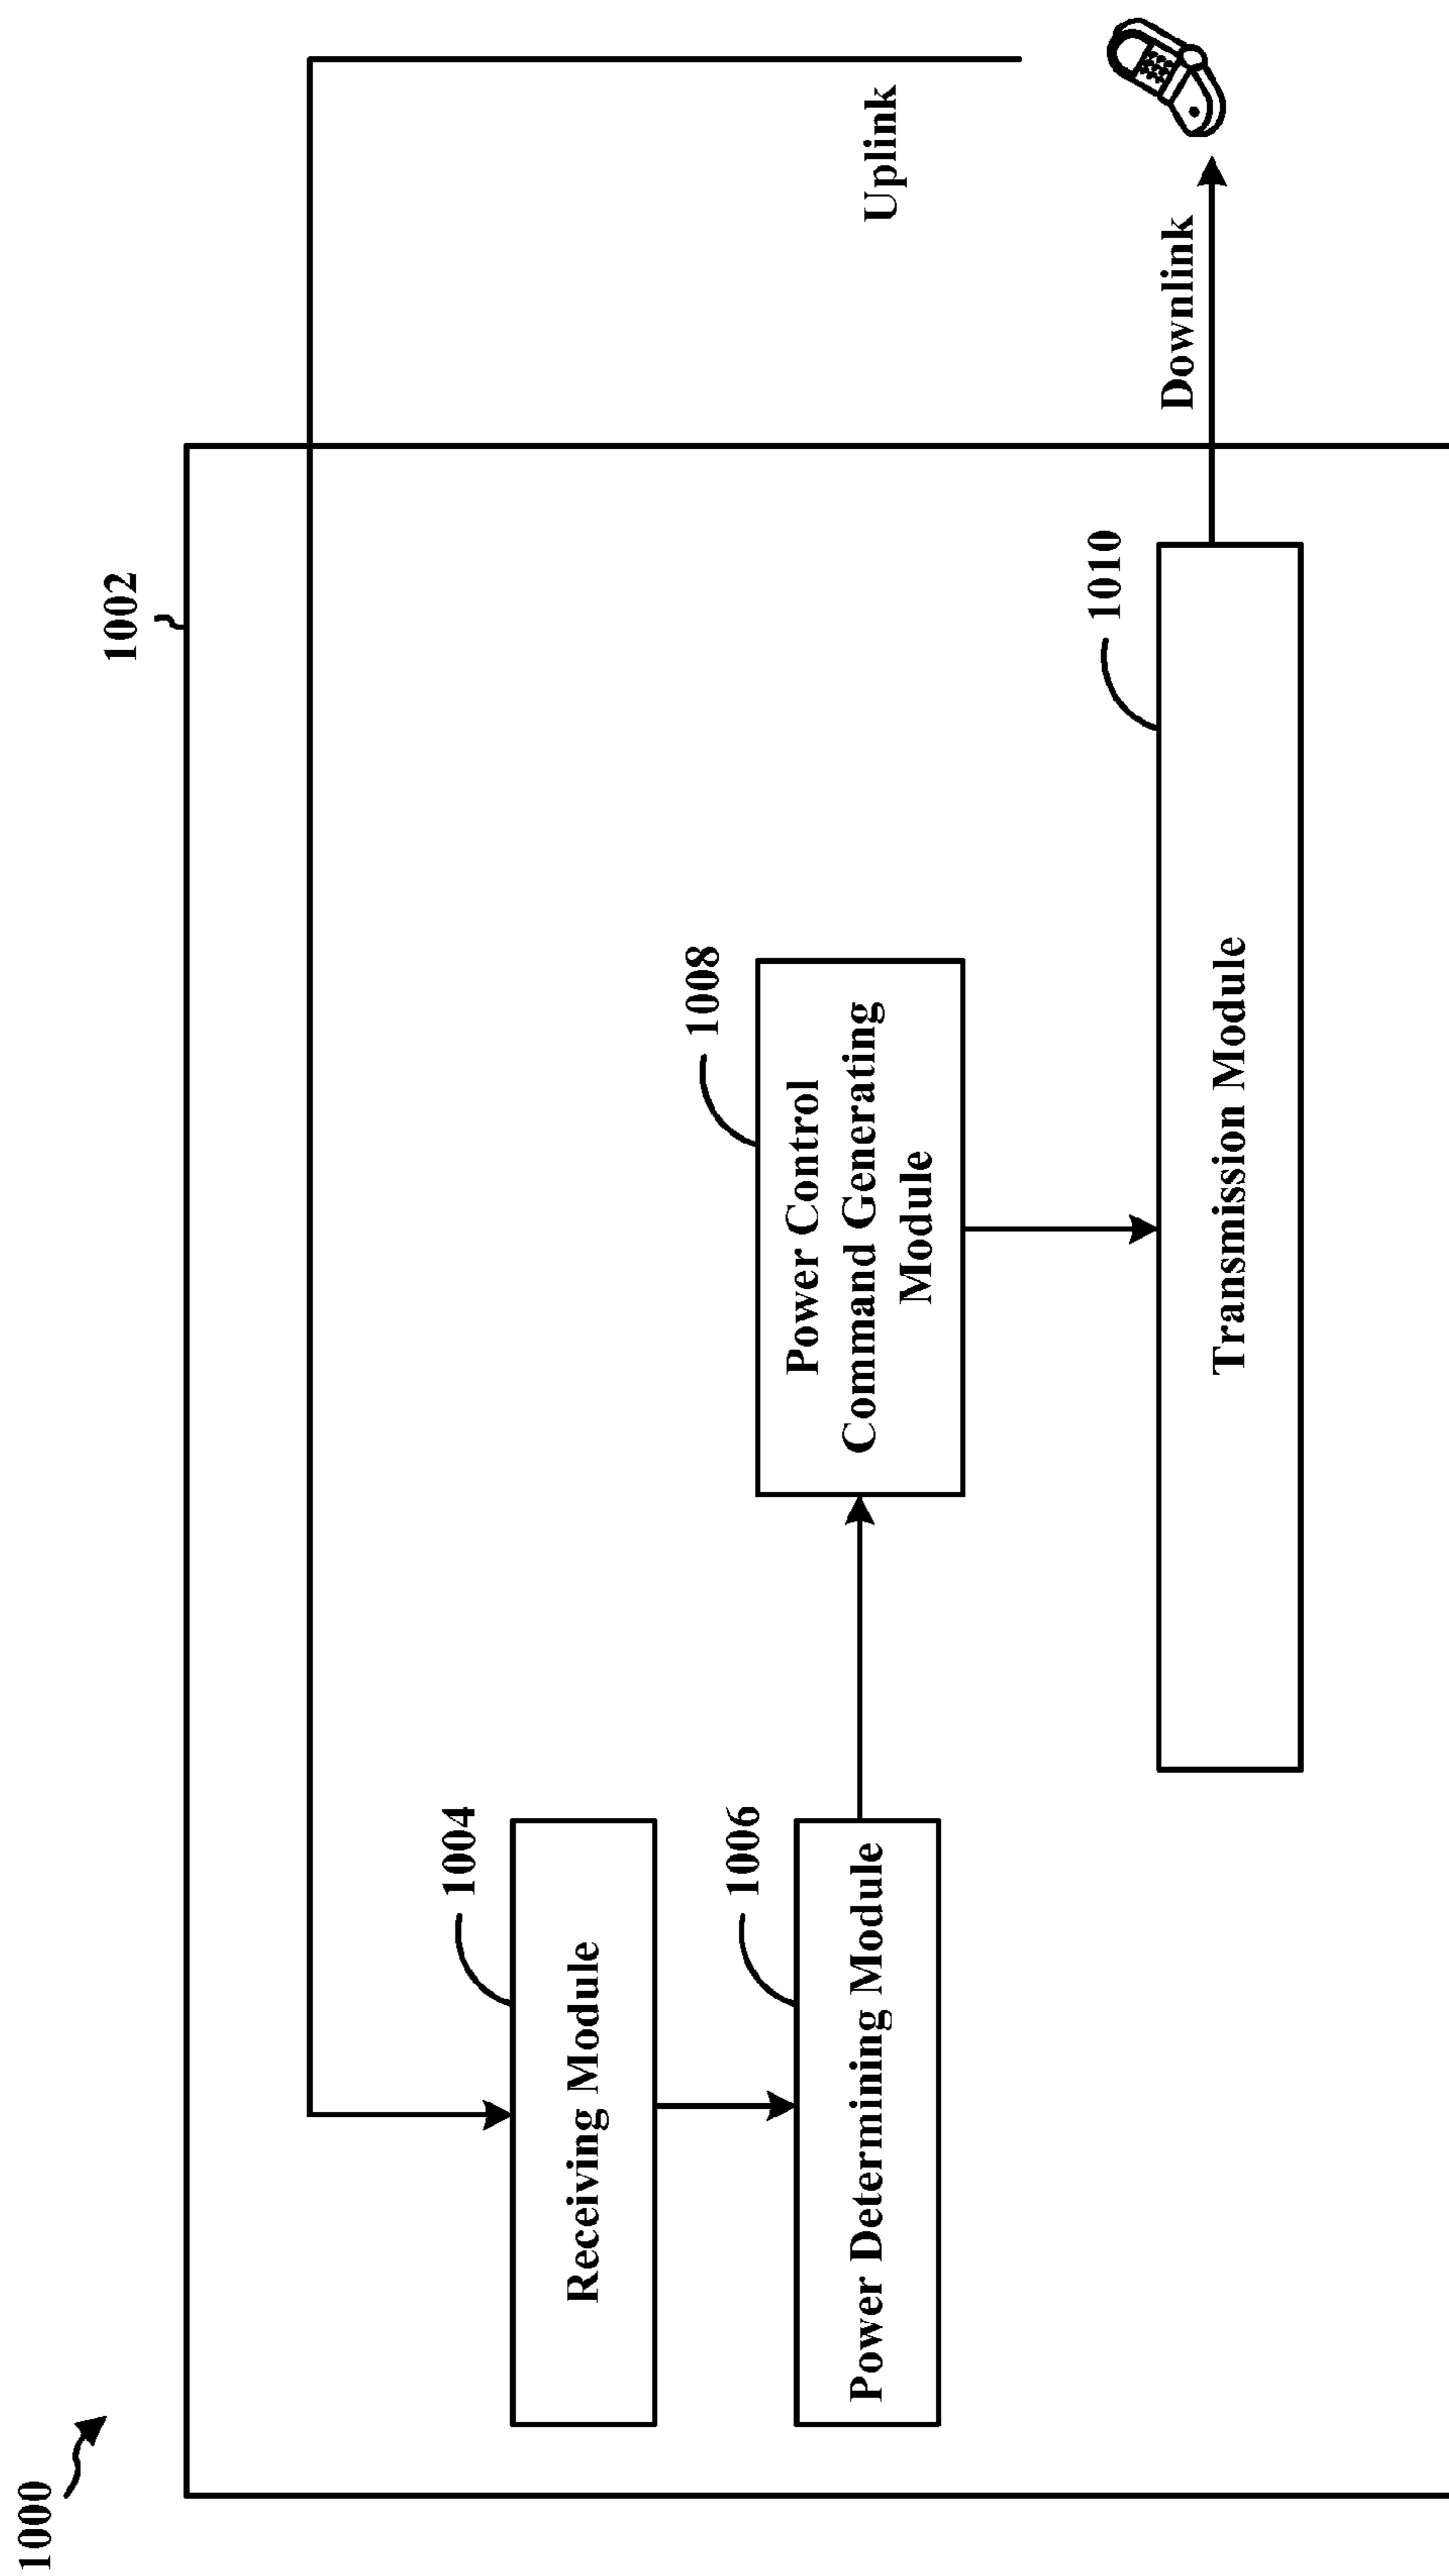 1000
1002
Uplink
1004
Receiving Module
1008
1006
Power Control
Command Generating
Module
Power Determining Module
1010
Downlink
Transmission Module